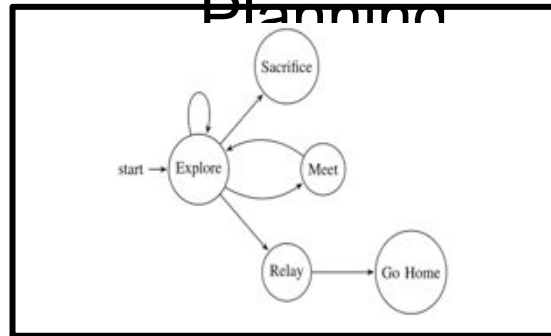 Planning
Sacrifice
start
Explore
Meet
Relay
Go Home